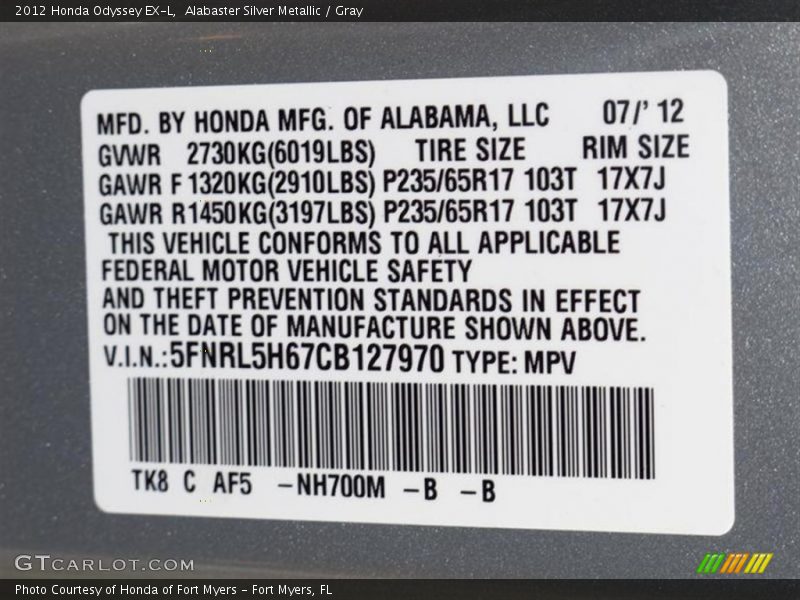 2012 Honda Odyssey EX-L,  Alabaster Silver Metallic / Gray
MFD. BY HONDA MFG. OF ALABAMA, LLC 07/' 12
GVWR 2730KG(6019LBS) TIRE SIZE RIM SIZE
GAWR F 1320KG(2910LBS) P235/65R17 103T 17X7J
GAWR R1450KG(3197LBS) P235/65R17 103T 17X7J
THIS VEHICLE CONFORMS TO ALL APPLICABLE
FEDERAL MOTOR VEHICLE SAFETY
AND THEFT PREVENTION STANDARDS IN EFFECT
ON THE DATE OF MANUFACTURE SHOWN ABOVE.
V.I.N.:5FNRL5H67CB127970 TYPE: MPV
TK8 C AF5 -NH700M -B -B
GTCARLOT.COM
Photo Courtesy of Honda of Fort Myers - Fort Myers, FL